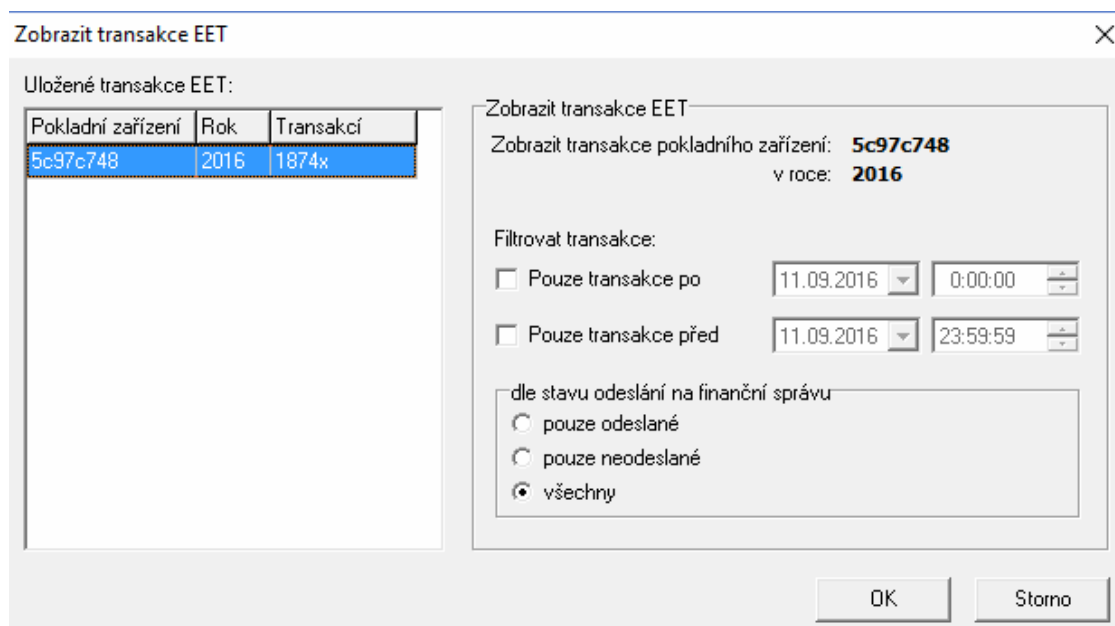 Zobrazit transakce EET
Uložené transakce EET:
Pokladní zařízení Rok Transakcí
5c97c748 2016 1874x
Zobrazit transakce EET
Zobrazit transakce pokladního zařízení: 5c97c748
v roce: 2016
Filtrovat transakce:
Pouze transakce po 11.09.2016 0:00:00
Pouze transakce před 11.09.2016 23:59:59
dle stavu odeslání na finanční správu
pouze odeslané
pouze neodeslané
všechny
OK Storno